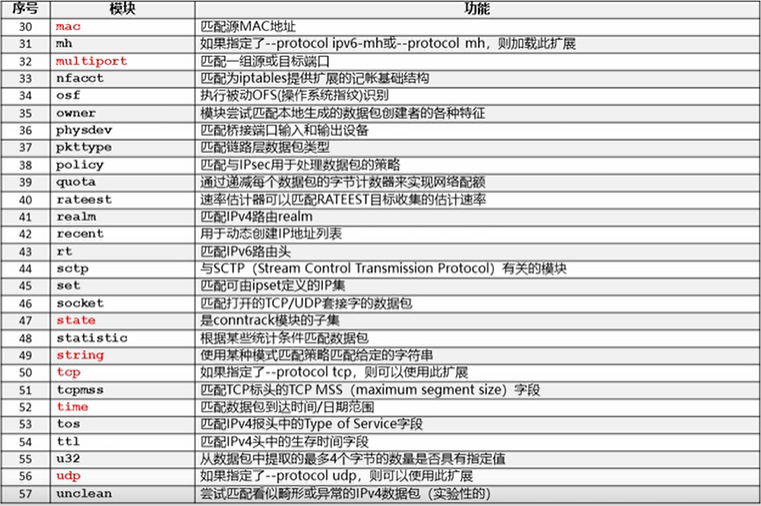 序号 模块 功能
30 mac 匹配源MAC地址
31 mh 如果指定了--protocol ipv6-mh或--protocol mh，则加载此扩展
32 multiport 匹配一组源或目标端口
33 nfacct 匹配为iptables提供扩展的记帐基础结构
34 osf 执行被动OFS(操作系统指纹)识别
35 owner 模块尝试匹配本地生成的数据包创建者的各种特征
36 physdev 匹配桥接端口输入和输出设备
37 pkttype 匹配链路层数据包类型
38 policy 匹配与IPsec用于处理数据包的策略
39 quota 通过递减每个数据包的字节计数器来实现网络配额
40 rateest 速率估计器可以匹配RATEEST目标收集的估计速率
41 realm 匹配IPv4路由realm
42 recent 用于动态创建IP地址列表
43 rt 匹配IPv6路由头
44 sctp 与SCTP（Stream Control Transmission Protocol）有关的模块
45 set 匹配可由ipset定义的IP集
46 socket 匹配打开的TCP/UDP套接字的数据包
47 state 是conntrack模块的子集
48 statistic 根据某些统计条件匹配数据包
49 string 使用某种模式匹配策略匹配给定的字符串
50 tcp 如果指定了--protocol tcp，则可以使用此扩展
51 tcpmss 匹配TCP标头的TCP MSS（maximum segment size）字段
52 time 匹配数据包到达时间/日期范围
53 tos 匹配IPv4报头中的Type of Service字段
54 ttl 匹配IPv4头中的生存时间字段
55 u32 从数据包中提取的最多4个字节的数量是否具有指定值
56 udp 如果指定了--protocol udp，则可以使用此扩展
57 unclean 尝试匹配看似畸形或异常的IPv4数据包（实验性的）